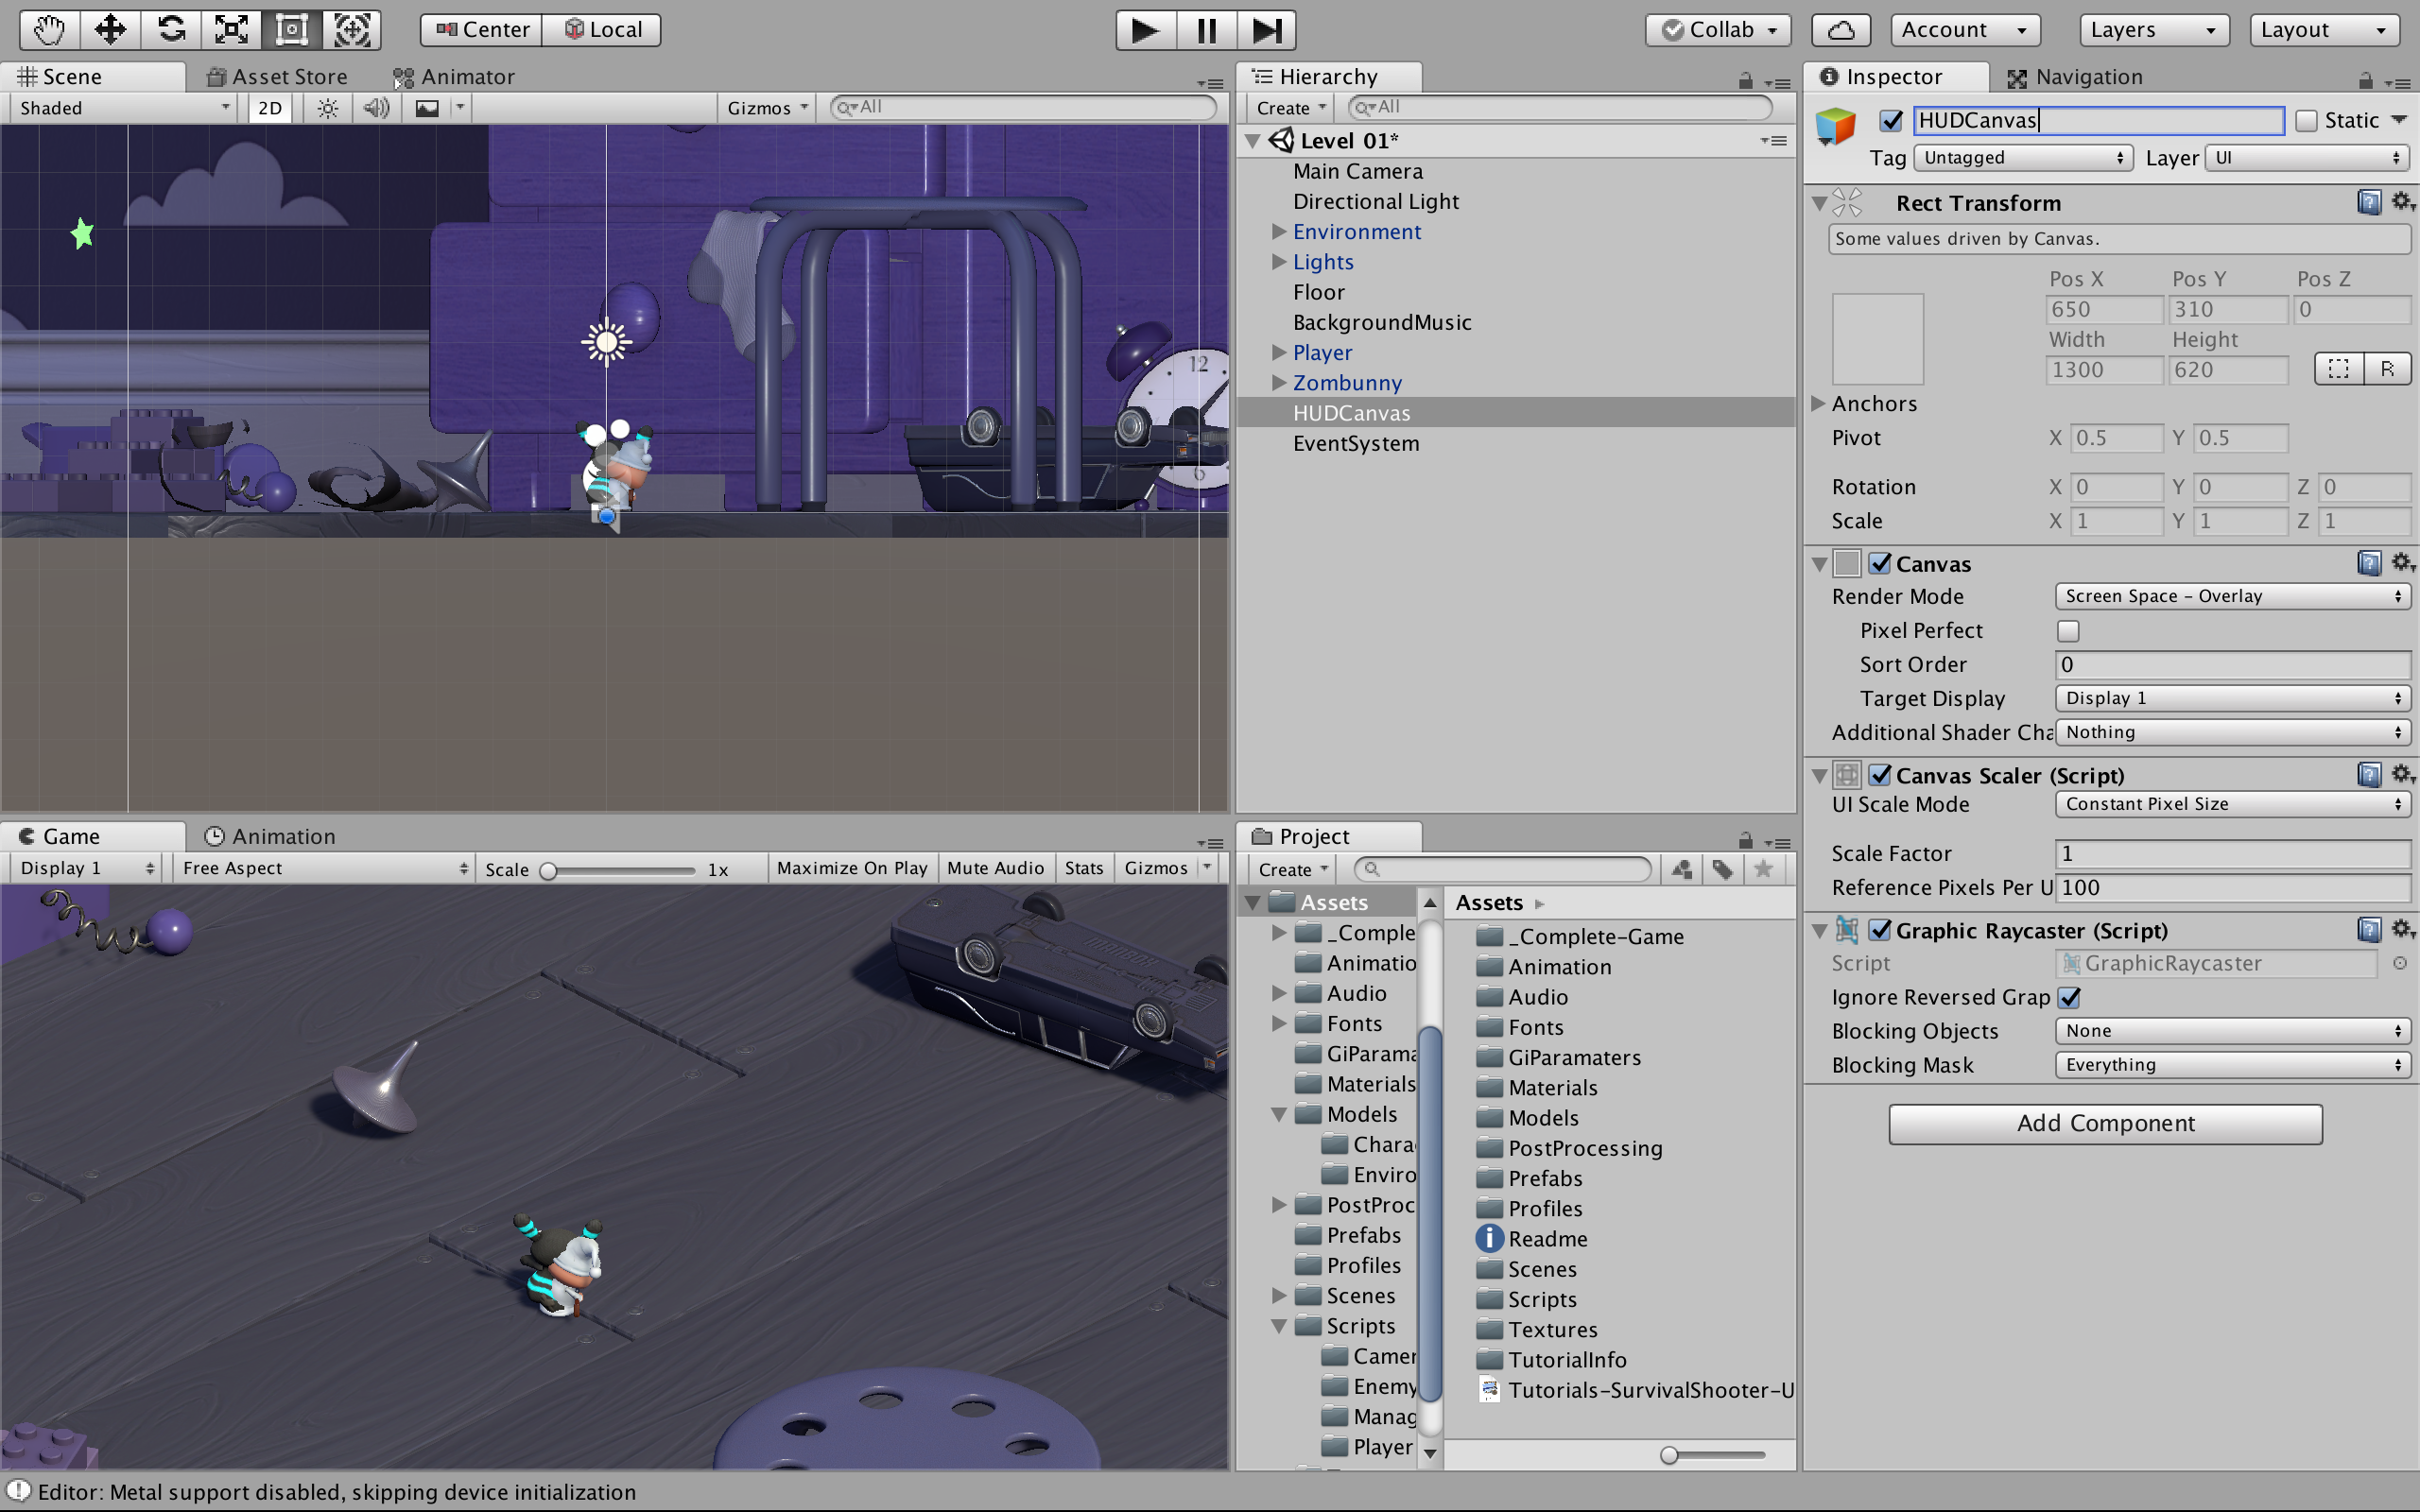 Center Local Collab Account Layers Layout
Scene Asset Store Animator
Shaded 2D Gizmos All
Game Animation
Display 1 Free Aspect Scale 1x Maximize On Play Mute Audio Stats Gizmos
Hierarchy
Create All
Level 01*
Main Camera
Directional Light
Environment
Lights
Floor
BackgroundMusic
Player
Zombunny
HUDCanvas
EventSystem
Project
Create
Assets
_Comple
Animatio
Audio
Fonts
GiParama
Materials
Models
Chara
Enviro
PostProc
Prefabs
Profiles
Scenes
Scripts
Camer
Enemy
Manag
Player
Assets
_Complete-Game
Animation
Audio
Fonts
GiParamaters
Materials
Models
PostProcessing
Prefabs
Profiles
Readme
Scenes
Scripts
Textures
TutorialInfo
Tutorials-SurvivalShooter-U
Inspector Navigation
HUDCanvas Static
Tag Untagged Layer UI
Rect Transform
Some values driven by Canvas.
Pos X Pos Y Pos Z
650 310 0
Width Height
1300 620 R
Anchors
Pivot X 0.5 Y 0.5
Rotation X 0 Y 0 Z 0
Scale X 1 Y 1 Z 1
Canvas
Render Mode Screen Space - Overlay
Pixel Perfect
Sort Order 0
Target Display Display 1
Additional Shader Cha Nothing
Canvas Scaler (Script)
UI Scale Mode Constant Pixel Size
Scale Factor 1
Reference Pixels Per U 100
Graphic Raycaster (Script)
Script GraphicRaycaster
Ignore Reversed Grap
Blocking Objects None
Blocking Mask Everything
Add Component
12
6
Editor: Metal support disabled, skipping device initialization